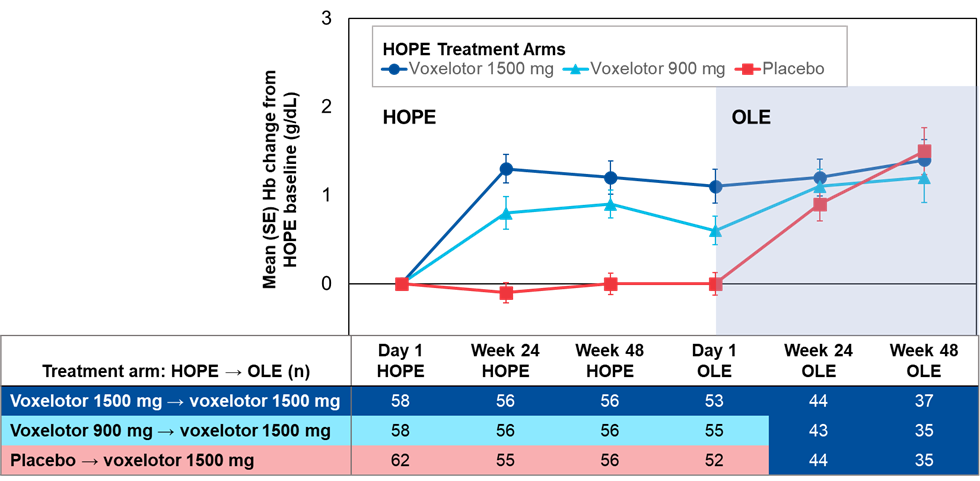 3
2
1
0
Mean (SE) Hb change from
HOPE baseline (g/dL)
HOPE Treatment Arms
Voxelotor 1500 mg Voxelotor 900 mg Placebo
HOPE
OLE
Treatment arm: HOPE → OLE (n)
Day 1 HOPE
Week 24 HOPE
Week 48 HOPE
Day 1 OLE
Week 24 OLE
Week 48 OLE
Voxelotor 1500 mg → voxelotor 1500 mg 58 56 56 53 44 37
Voxelotor 900 mg → voxelotor 1500 mg 58 56 56 55 43 35
Placebo → voxelotor 1500 mg 62 55 56 52 44 35